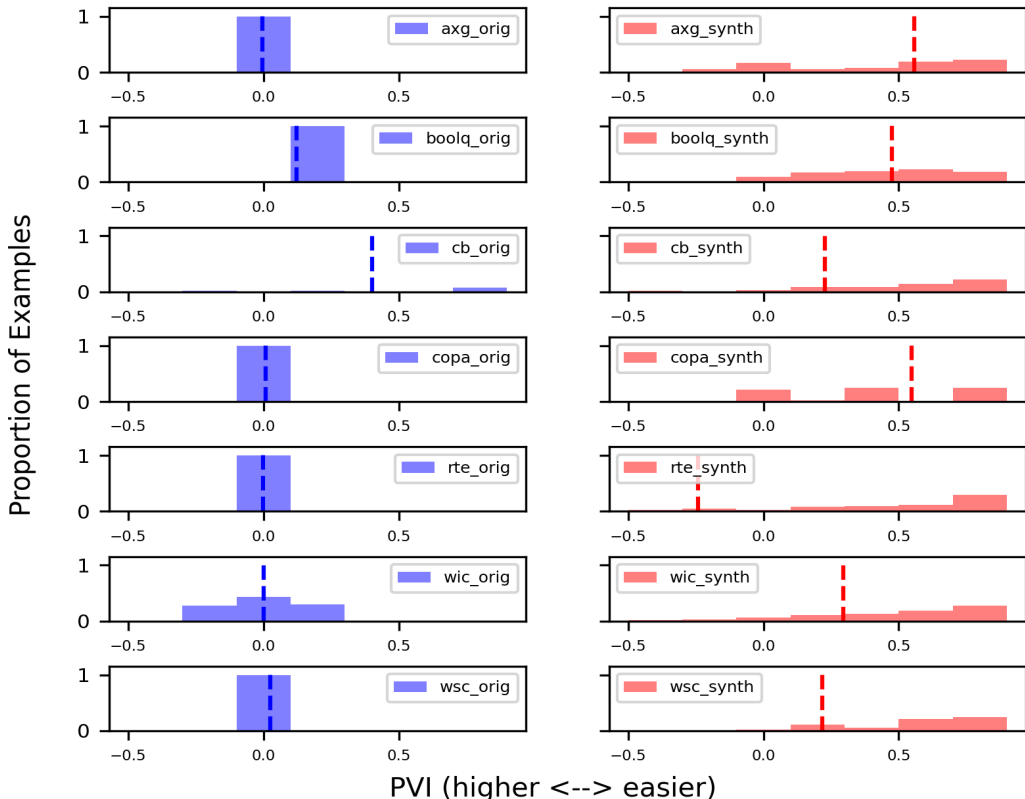 Proportion of Examples
1
0
axg_orig
−0.5 0.0 0.5
axg_synth
−0.5 0.0 0.5
1
0
boolq_orig
−0.5 0.0 0.5
boolq_synth
−0.5 0.0 0.5
1
0
cb_orig
−0.5 0.0 0.5
cb_synth
−0.5 0.0 0.5
1
0
copa_orig
−0.5 0.0 0.5
copa_synth
−0.5 0.0 0.5
1
0
rte_orig
−0.5 0.0 0.5
rte_synth
−0.5 0.0 0.5
1
0
wic_orig
−0.5 0.0 0.5
wic_synth
−0.5 0.0 0.5
1
0
wsc_orig
−0.5 0.0 0.5
wsc_synth
−0.5 0.0 0.5
PVI (higher <--> easier)